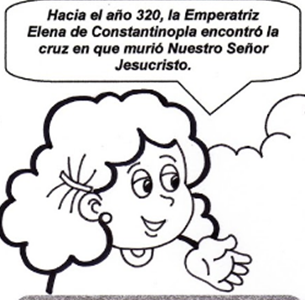 Hacia el año 320, la Emperatriz
Elena de Constantinopla encontró la
cruz en que murió Nuestro Señor
Jesucristo.